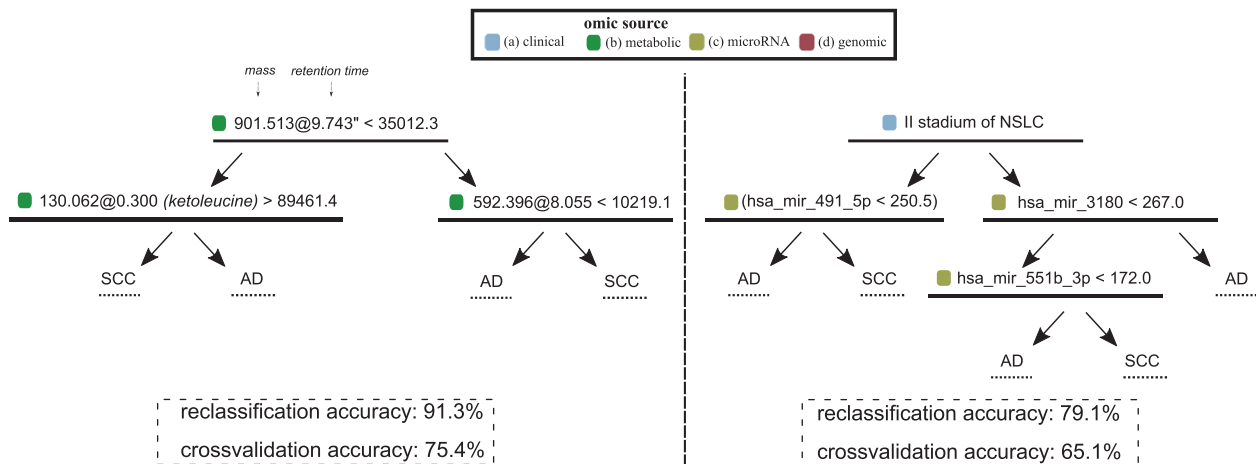 omic source
(a) clinical (b) metabolic (c) microRNA (d) genomic
mass retention time
901.513@9.743" < 35012.3
130.062@0.300 (ketoleucine) > 89461.4
592.396@8.055 < 10219.1
SCC AD
AD SCC
reclassification accuracy: 91.3%
crossvalidation accuracy: 75.4%
II stadium of NSLC
(hsa_mir_491_5p < 250.5)
hsa_mir_3180 < 267.0
AD SCC
hsa_mir_551b_3p < 172.0
AD
AD SCC
reclassification accuracy: 79.1%
crossvalidation accuracy: 65.1%